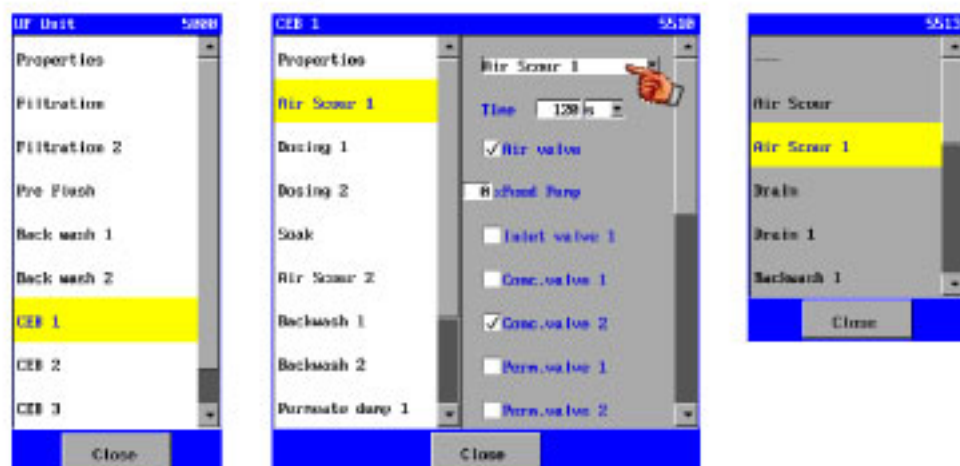 UF Unit 5000
Properties
Filtration
Filtration 2
Pre Flush
Back wash 1
Back wash 2
CEB 1
CEB 2
CEB 3
Close
CEB 1 5510
Properties
Air Scour 1
Dosing 1
Dosing 2
Soak
Air Scour 2
Backwash 1
Backwash 2
Permeate dump 1
Air Scour 1
Time 120 s
Air valve
0 xFeed Pump
Inlet valve 1
Conc.valve 1
Conc.valve 2
Perm.valve 1
Perm.valve 2
Close
5513
----
Air Scour
Air Scour 1
Drain
Drain 1
Backwash 1
Close